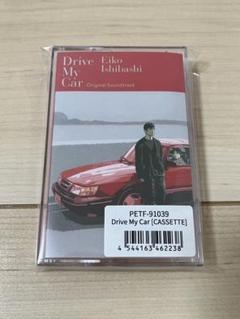 Drive
My
Car
Eiko
Ishibashi
Original Soundtrack
PETF-91039
Drive My Car [CASSETTE]
4 544163 462238